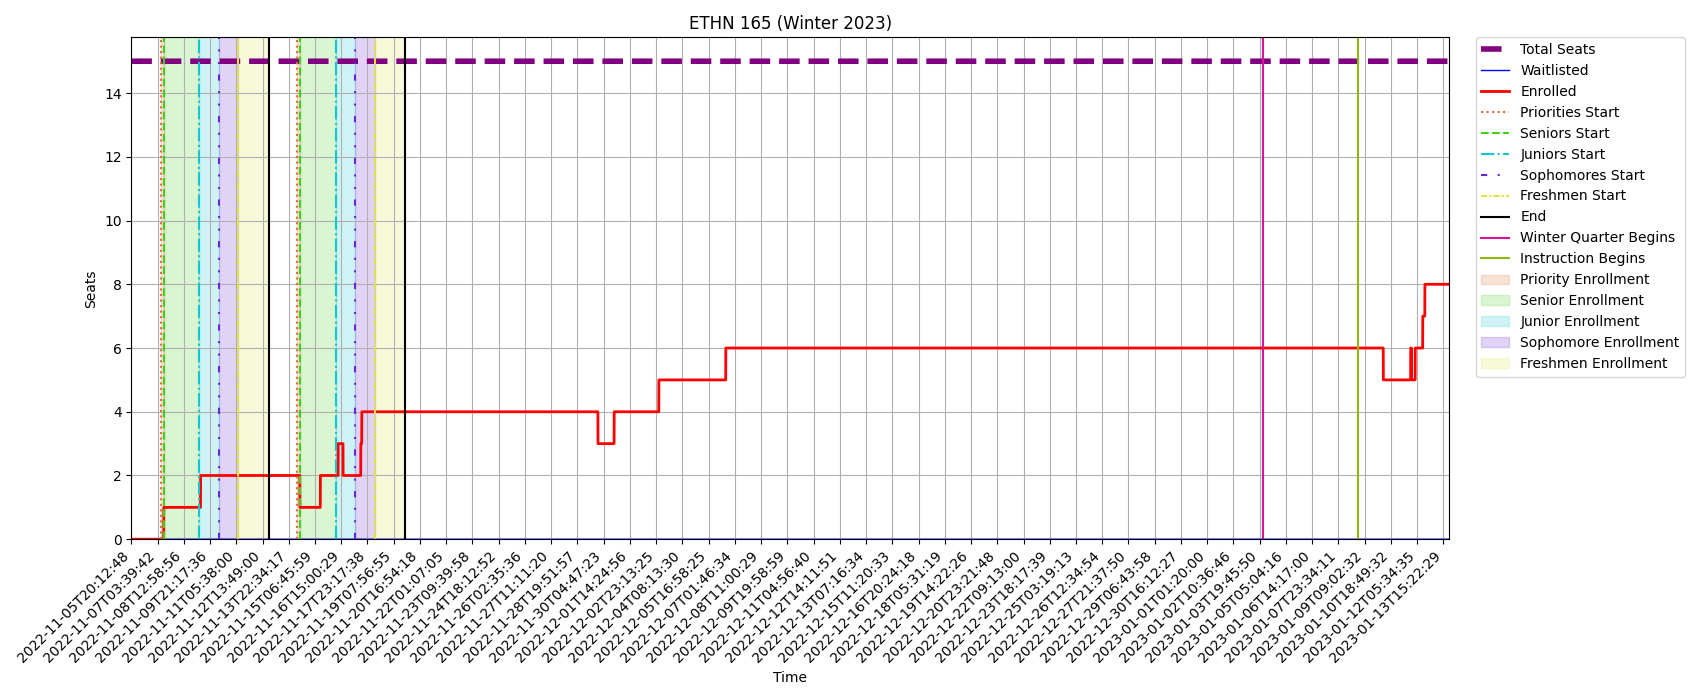 ETHN 165 (Winter 2023)
Seats
14
12
10
8
6
4
2
0
2022-11-05T20:12:48
2022-11-07T03:39:42
2022-11-08T12:58:56
2022-11-09T21:17:36
2022-11-11T05:38:00
2022-11-12T13:49:00
2022-11-13T22:34:17
2022-11-15T06:45:59
2022-11-16T15:00:29
2022-11-17T23:17:38
2022-11-19T07:56:55
2022-11-20T16:54:18
2022-11-22T01:07:05
2022-11-23T09:39:58
2022-11-24T18:12:52
2022-11-26T02:35:36
2022-11-27T11:11:20
2022-11-28T19:51:57
2022-11-30T04:47:23
2022-12-01T14:24:56
2022-12-02T23:13:25
2022-12-04T08:13:30
2022-12-05T16:58:25
2022-12-07T01:46:34
2022-12-08T11:00:29
2022-12-09T19:58:59
2022-12-11T04:56:40
2022-12-12T14:11:51
2022-12-13T07:16:34
2022-12-15T11:20:33
2022-12-16T20:24:18
2022-12-18T05:31:19
2022-12-19T14:22:26
2022-12-20T23:21:48
2022-12-22T09:13:00
2022-12-23T18:17:39
2022-12-25T03:19:13
2022-12-26T12:34:54
2022-12-27T21:37:50
2022-12-29T06:43:58
2022-12-30T16:12:27
2023-01-01T01:20:00
2023-01-02T10:36:46
2023-01-03T19:45:50
2023-01-05T05:04:16
2023-01-06T14:17:00
2023-01-07T23:34:11
2023-01-09T09:02:32
2023-01-10T18:49:32
2023-01-12T05:34:35
2023-01-13T15:22:29
Time
Total Seats
Waitlisted
Enrolled
Priorities Start
Seniors Start
Juniors Start
Sophomores Start
Freshmen Start
End
Winter Quarter Begins
Instruction Begins
Priority Enrollment
Senior Enrollment
Junior Enrollment
Sophomore Enrollment
Freshmen Enrollment